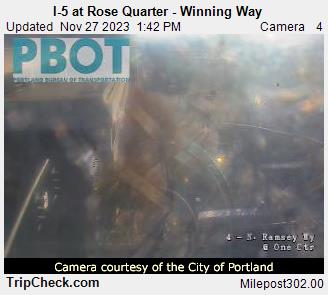 I-5 at Rose Quarter - Winning Way
Updated Nov 27 2023 1:42 PM Camera 4
PBOT
PORTLAND BUREAU OF TRANSPORTATION
4 - N. Ramsey Wy
@ One Ctr
Camera courtesy of the City of Portland
TripCheck.com Milepost302.00